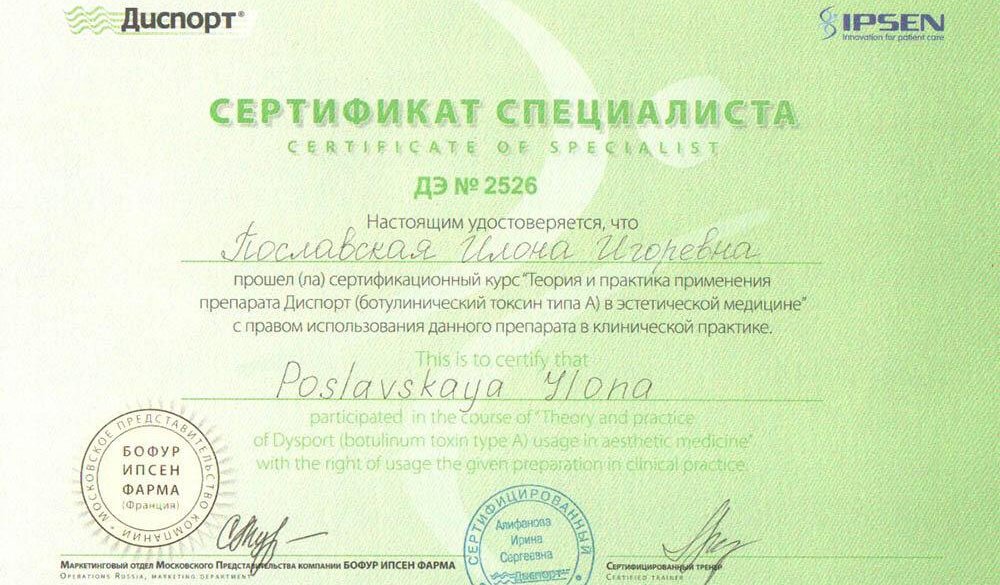 Диспорт®
IPSEN
Innovation for patient care
СЕРТИФИКАТ СПЕЦИАЛИСТА
CERTIFICATE OF SPECIALIST
ДЭ № 2526
Настоящим удостоверяется, что
Пославская Илона Игоревна
прошел (ла) сертификационный курс "Теория и практика применения
препарата Диспорт (ботулинический токсин типа А) в эстетической медицине"
с правом использования данного препарата в клинической практике.
This is to certify that
Poslavskaya Ilona
participated in the course of "Theory and practice
of Dysport (botulinum toxin type A) usage in aesthetic medicine"
with the right of usage the given preparation in clinical practice.
МОСКОВСКОЕ ПРЕДСТАВИТЕЛЬСТВО КОМПАНИИ
БОФУР
ИПСЕН
ФАРМА
(Франция)
СЕРТИФИЦИРОВАННЫЙ
Алифанова
Ирина
Сергеевна
Диспорт
Маркетинговый отдел Московского Представительства компании БОФУР ИПСЕН ФАРМА
Operations Russia, marketing department
Сертифицированный тренер
Certified trainer